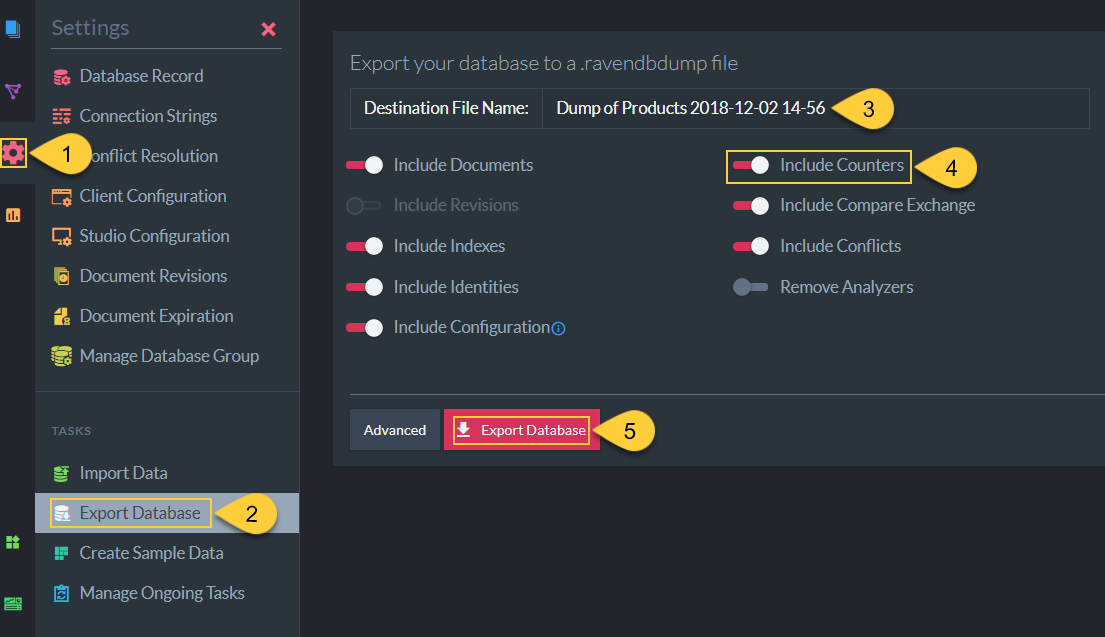 Settings
Database Record
Connection Strings
1
onflict Resolution
Client Configuration
Studio Configuration
Document Revisions
Document Expiration
Manage Database Group
TASKS
Import Data
Export Database
2
Create Sample Data
Manage Ongoing Tasks
Export your database to a .ravendbdump file
Destination File Name: Dump of Products 2018-12-02 14-56
3
Include Documents
Include Revisions
Include Indexes
Include Identities
Include Configuration
Include Counters
4
Include Compare Exchange
Include Conflicts
Remove Analyzers
Advanced
Export Database
5